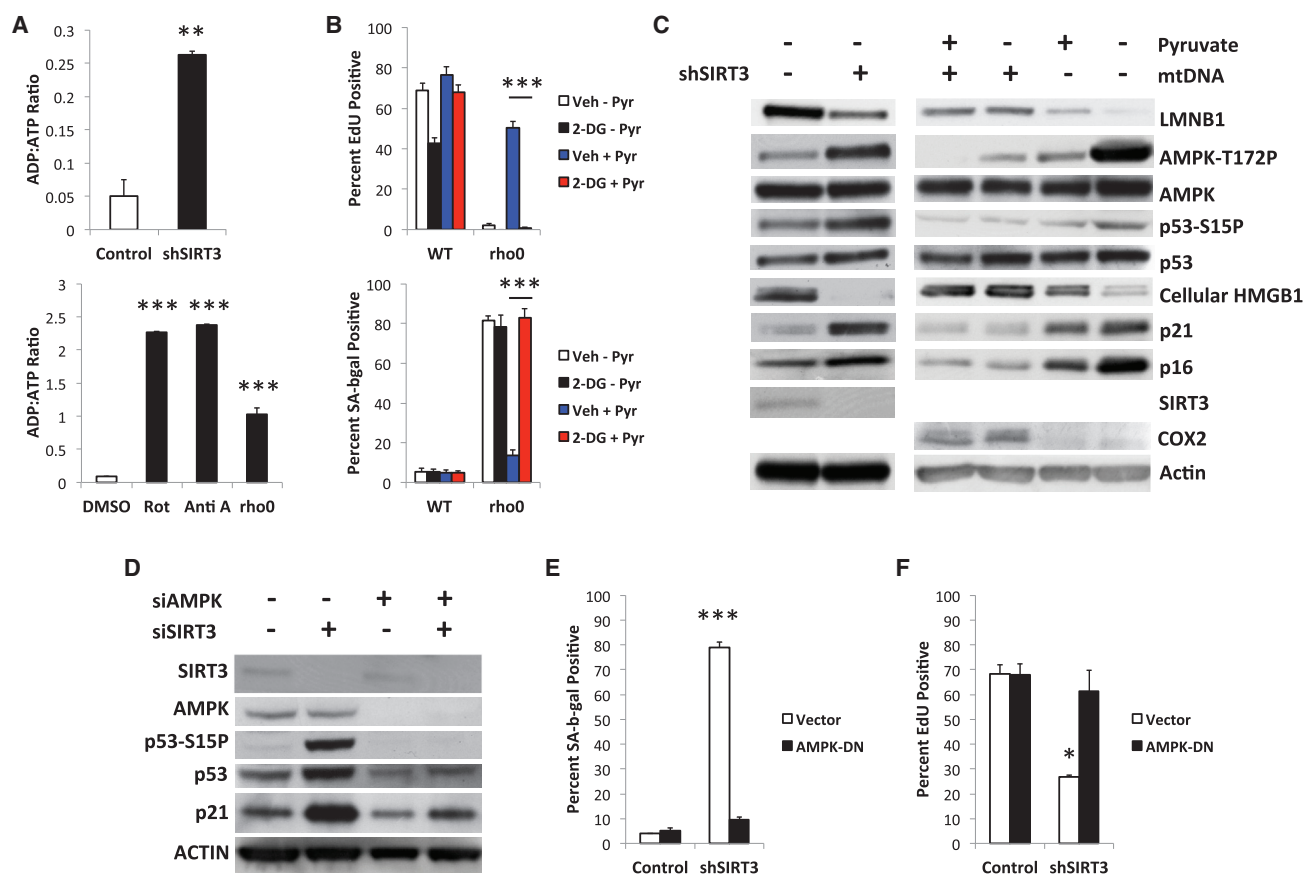 A
ADP:ATP Ratio
0.3
0.25
0.2
0.15
0.1
0.05
0
**
Control shSIRT3
ADP:ATP Ratio
3
2.5
2
1.5
1
0.5
0
*** *** ***
DMSO Rot Anti A rho0
B
Percent EdU Positive
100
80
60
40
20
0
***
WT rho0
Veh - Pyr
2-DG - Pyr
Veh + Pyr
2-DG + Pyr
Percent SA-bgal Positive
100
80
60
40
20
0
***
WT rho0
Veh - Pyr
2-DG - Pyr
Veh + Pyr
2-DG + Pyr
C
- - + - + - Pyruvate
shSIRT3 - + + + - - mtDNA
LMNB1
AMPK-T172P
AMPK
p53-S15P
p53
Cellular HMGB1
p21
p16
SIRT3
COX2
Actin
D
siAMPK - - + +
siSIRT3 - + - +
SIRT3
AMPK
p53-S15P
p53
p21
ACTIN
E
Percent SA-b-gal Positive
100
90
80
70
60
50
40
30
20
10
0
***
Control shSIRT3
Vector
AMPK-DN
F
Percent EdU Positive
100
90
80
70
60
50
40
30
20
10
0
*
Control shSIRT3
Vector
AMPK-DN